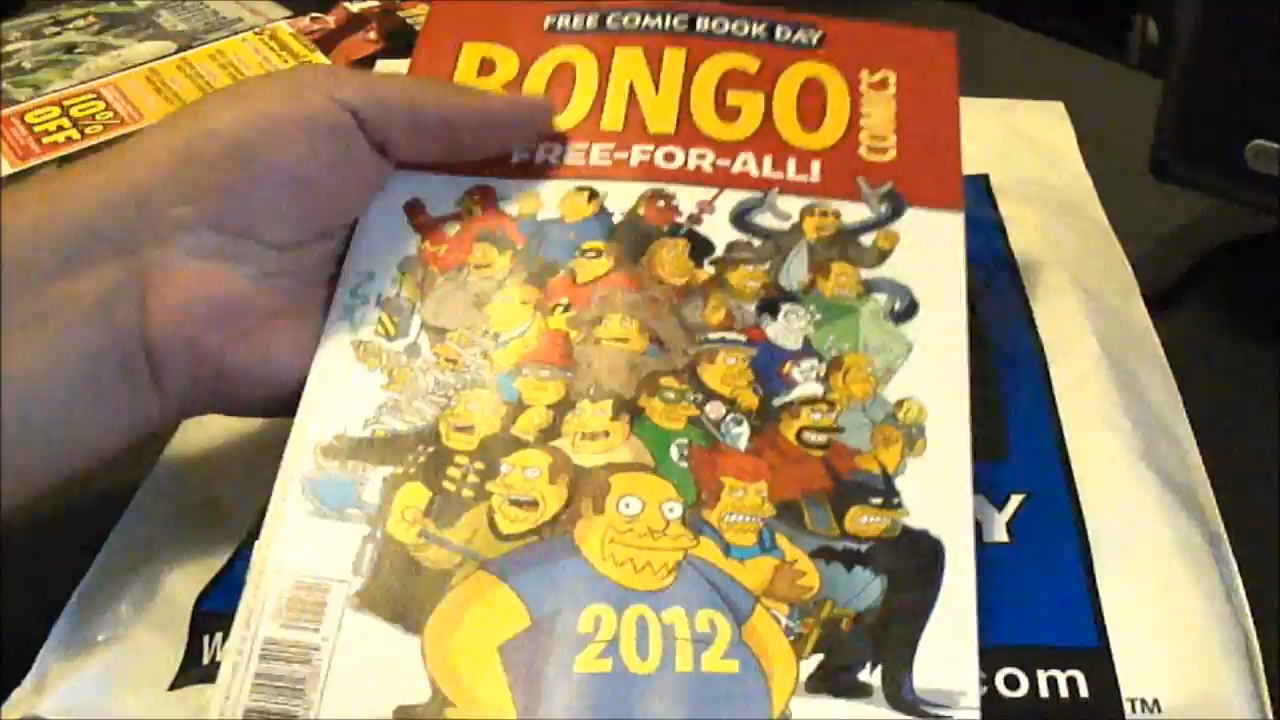 FREE COMIC BOOK DAY
BONGO
COMICS
FREE-FOR-ALL!
10%
OFF
2012
Y
W
.com
TM